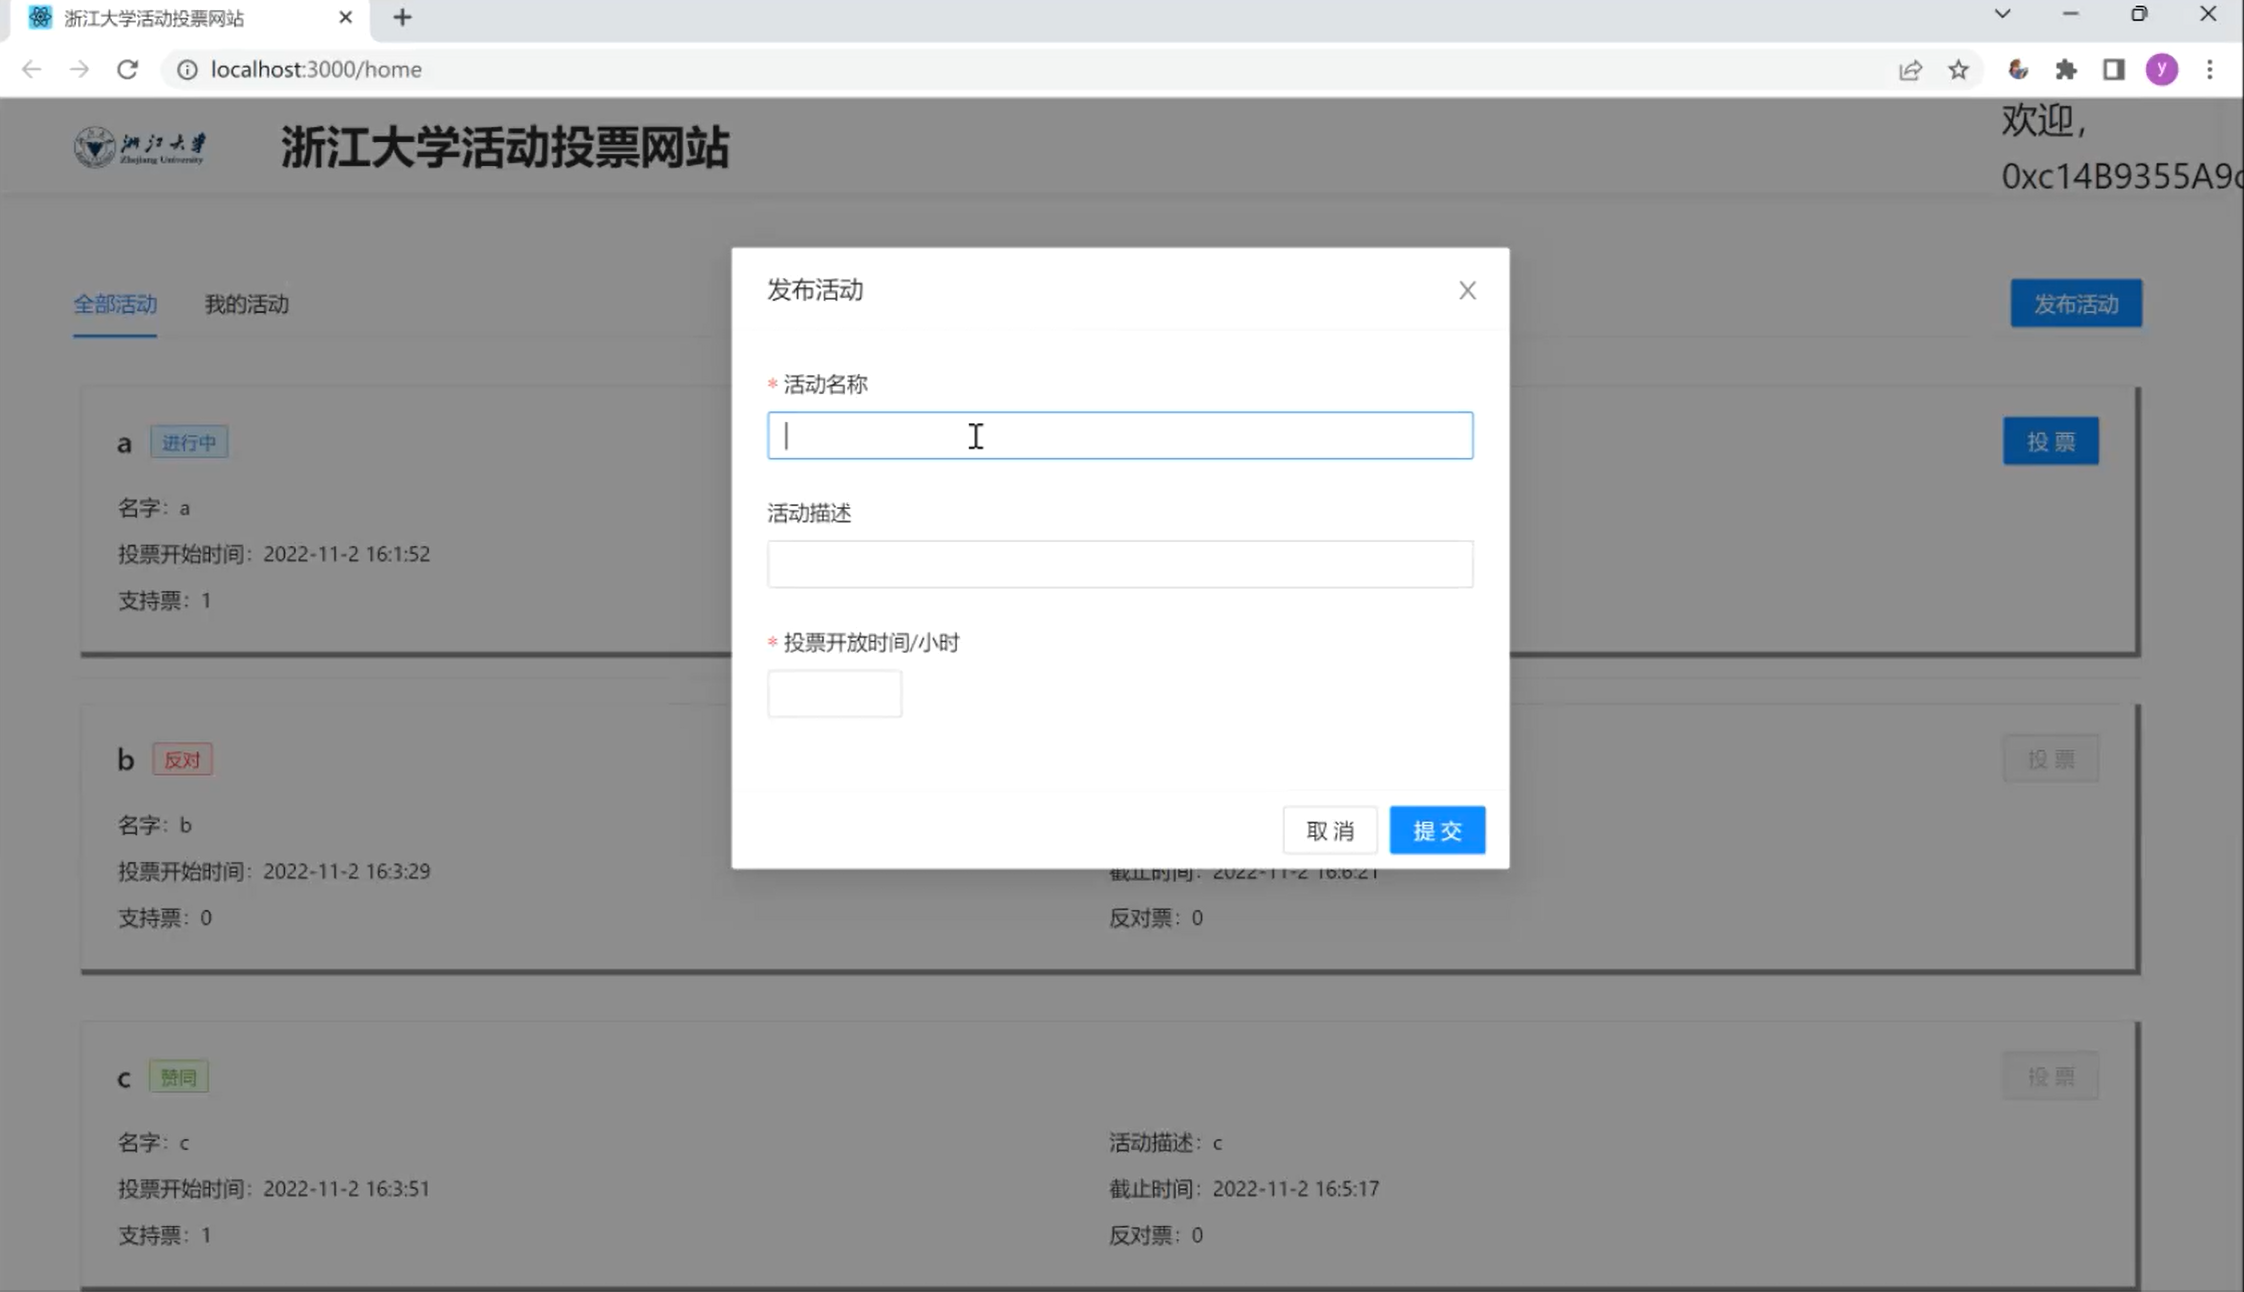 浙江大学活动投票网站
localhost:3000/home
y
浙江大学
Zhejiang University
浙江大学活动投票网站
欢迎，
0xc14B9355A9
全部活动
我的活动
发布活动
发布活动
* 活动名称
活动描述
* 投票开放时间/小时
取 消
提 交
a
进行中
投 票
名字：a
投票开始时间：2022-11-2 16:1:52
支持票：1
b
反对
投 票
名字：b
投票开始时间：2022-11-2 16:3:29
截止时间：2022-11-2 16:6:21
支持票：0
反对票：0
c
赞同
投 票
名字：c
活动描述：c
投票开始时间：2022-11-2 16:3:51
截止时间：2022-11-2 16:5:17
支持票：1
反对票：0